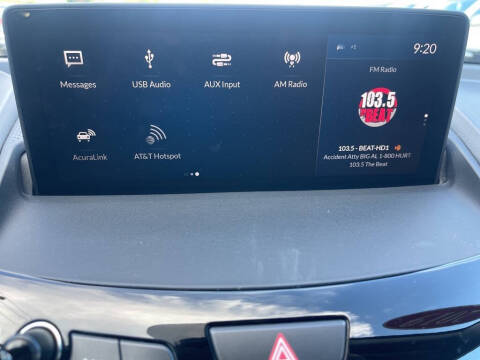 9:20
Messages
USB Audio
AUX Input
AM Radio
FM Radio
103.5
BEAT
AcuraLink
AT&T Hotspot
103.5 - BEAT-HD1
Accident Atty BIG AL 1-800 HURT
103.5 The Beat